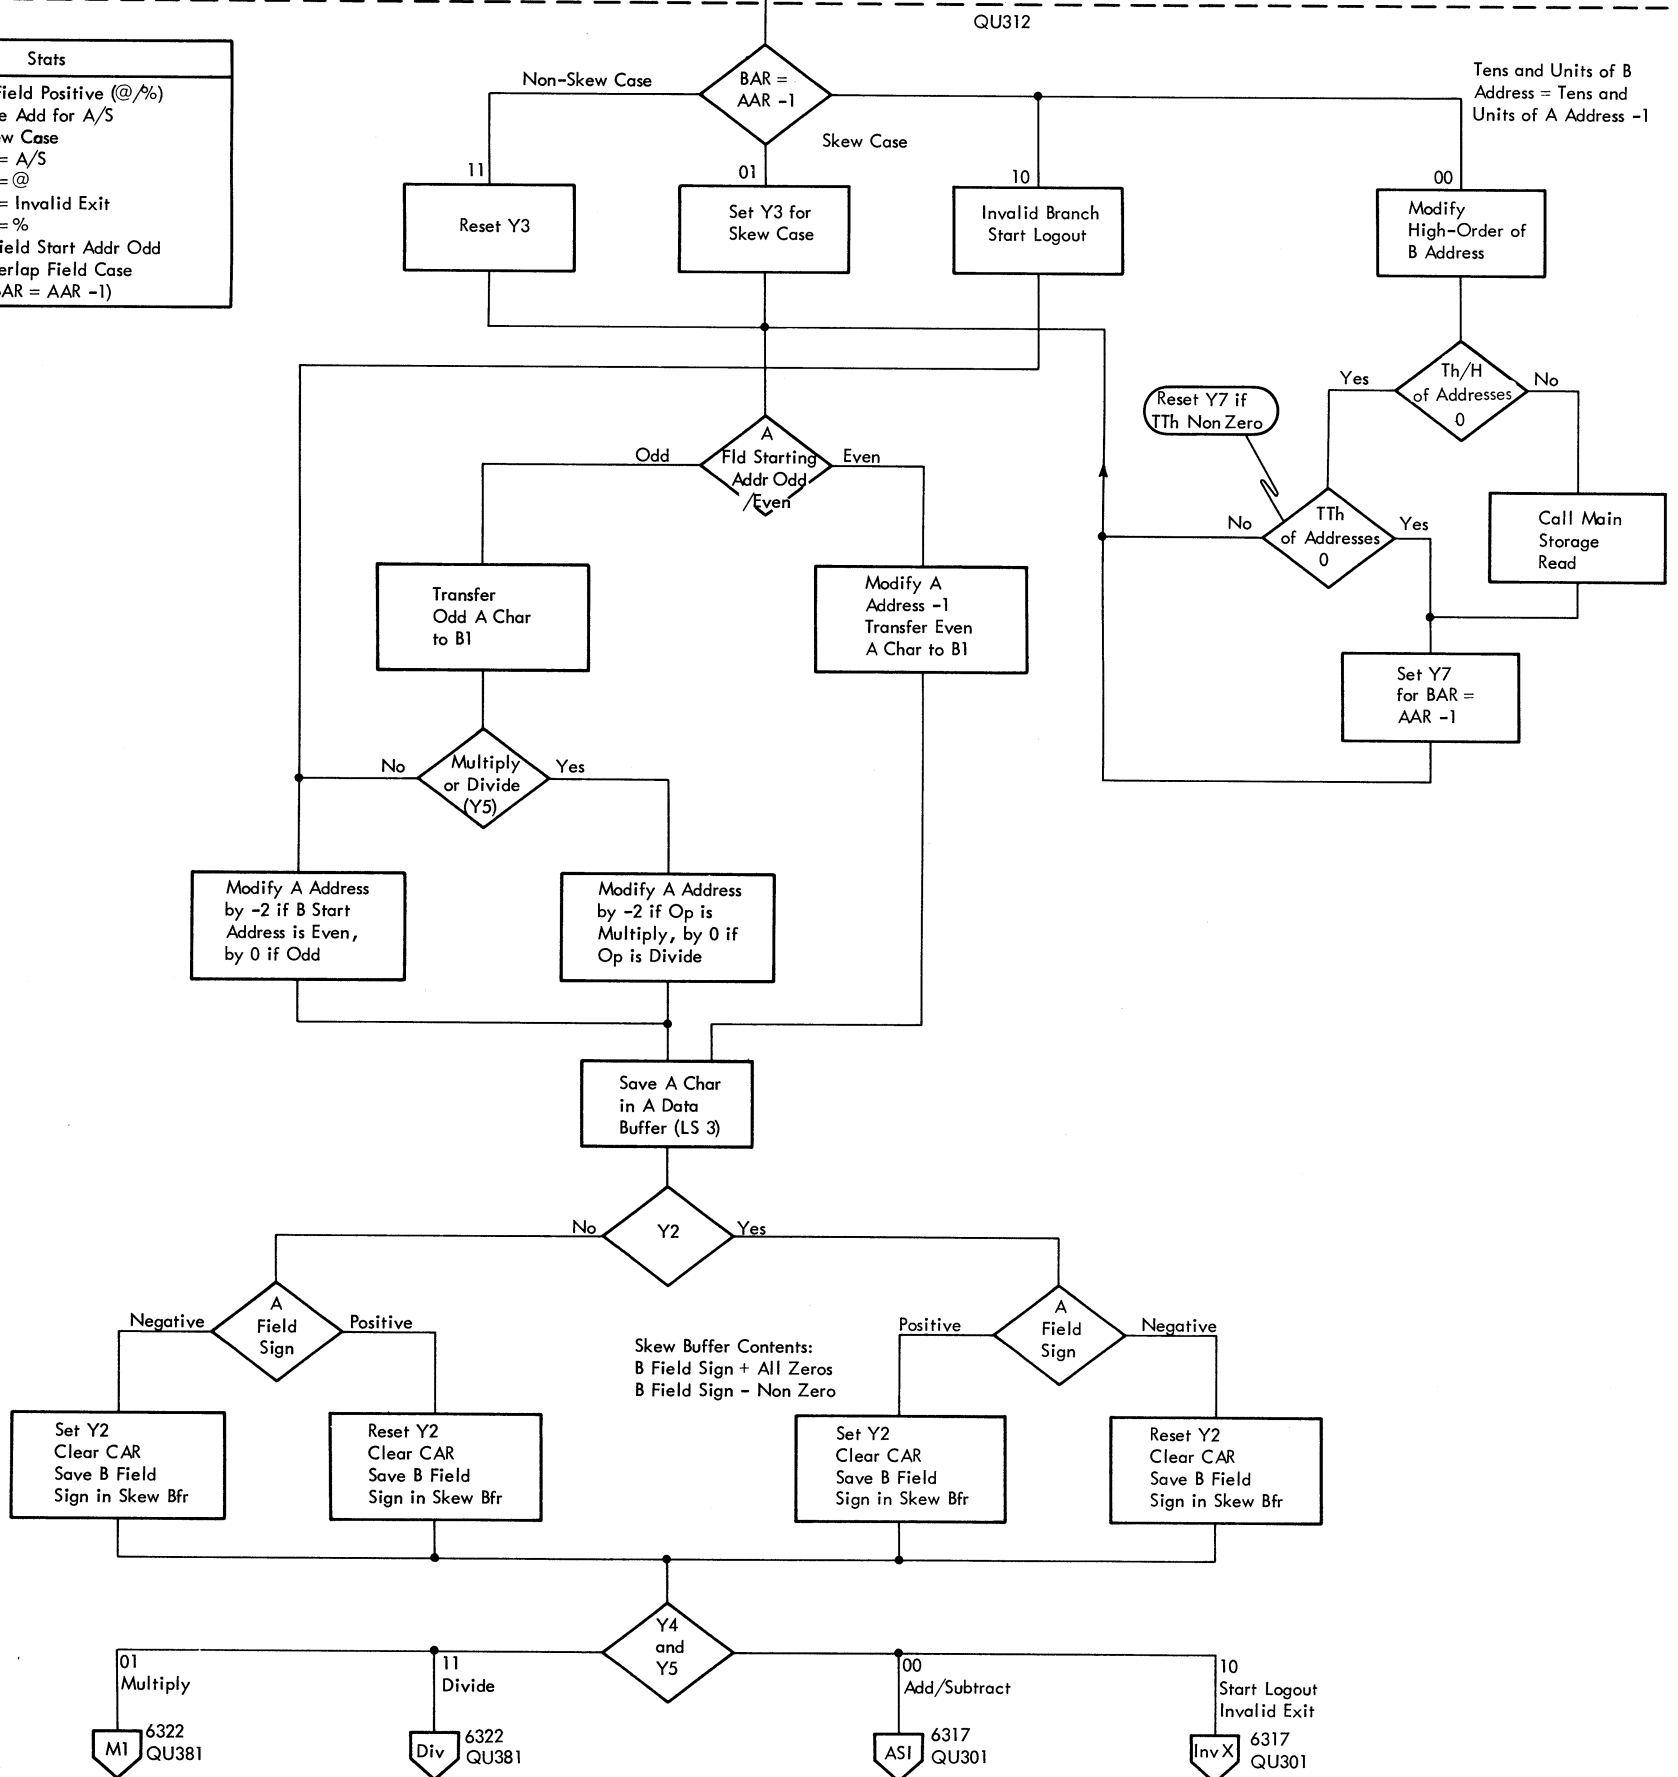 QU312
Stats
ield Positive (@/%)
e Add for A/S
w Case
= A/S
= @
= Invalid Exit
= %
ield Start Addr Odd
erlap Field Case
AR = AAR -1)
Non-Skew Case
BAR =
AAR -1
Skew Case
Tens and Units of B
Address = Tens and
Units of A Address -1
11
01
10
00
Reset Y3
Set Y3 for
Skew Case
Invalid Branch
Start Logout
Modify
High-Order of
B Address
Yes
Th/H
of Addresses
0
No
Reset Y7 if
TTh Non Zero
Odd
A
Fld Starting
Addr Odd
/Even
Even
No
TTh
of Addresses
0
Yes
Call Main
Storage
Read
Transfer
Odd A Char
to B1
Modify A
Address -1
Transfer Even
A Char to B1
Set Y7
for BAR =
AAR -1
No
Multiply
or Divide
(Y5)
Yes
Modify A Address
by -2 if B Start
Address is Even,
by 0 if Odd
Modify A Address
by -2 if Op is
Multiply, by 0 if
Op is Divide
Save A Char
in A Data
Buffer (LS 3)
No
Y2
Yes
Negative
A
Field
Sign
Positive
Skew Buffer Contents:
B Field Sign + All Zeros
B Field Sign - Non Zero
Positive
A
Field
Sign
Negative
Set Y2
Clear CAR
Save B Field
Sign in Skew Bfr
Reset Y2
Clear CAR
Save B Field
Sign in Skew Bfr
Set Y2
Clear CAR
Save B Field
Sign in Skew Bfr
Reset Y2
Clear CAR
Save B Field
Sign in Skew Bfr
Y4
and
Y5
01
Multiply
11
Divide
00
Add/Subtract
10
Start Logout
Invalid Exit
M1
6322
QU381
Div
6322
QU381
ASI
6317
QU301
Inv X
6317
QU301